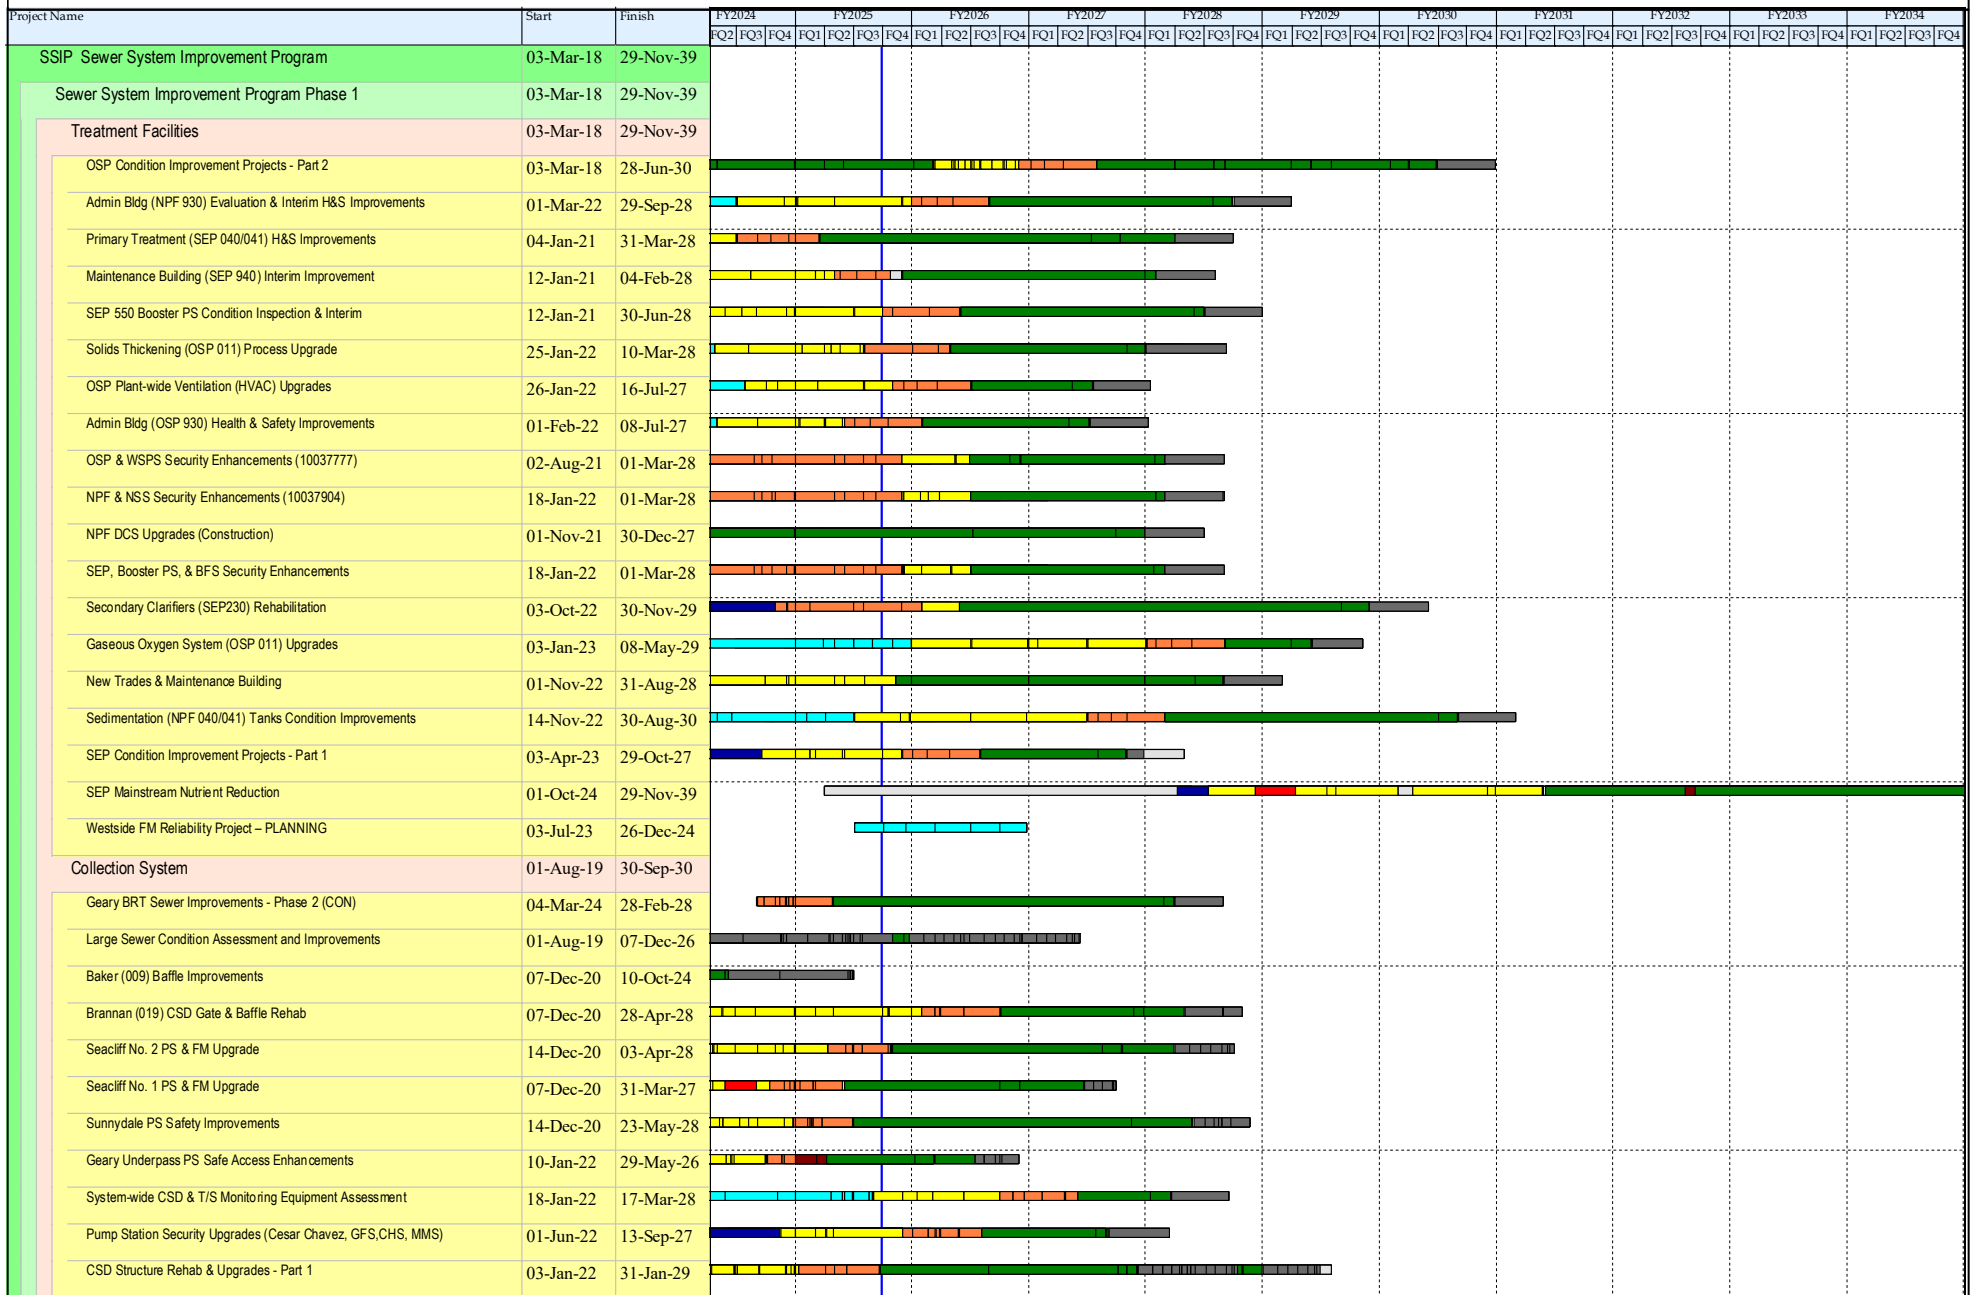 Project Name Start Finish FY2024 FY2025 FY2026 FY2027 FY2028 FY2029 FY2030 FY2031 FY2032 FY2033 FY2034
FQ2 FQ3 FQ4 FQ1 FQ2 FQ3 FQ4 FQ1 FQ2 FQ3 FQ4 FQ1 FQ2 FQ3 FQ4 FQ1 FQ2 FQ3 FQ4 FQ1 FQ2 FQ3 FQ4 FQ1 FQ2 FQ3 FQ4 FQ1 FQ2 FQ3 FQ4 FQ1 FQ2 FQ3 FQ4 FQ1 FQ2 FQ3 FQ4 FQ1 FQ2 FQ3 FQ4
SSIP Sewer System Improvement Program 03-Mar-18 29-Nov-39
Sewer System Improvement Program Phase 1 03-Mar-18 29-Nov-39
Treatment Facilities 03-Mar-18 29-Nov-39
OSP Condition Improvement Projects - Part 2 03-Mar-18 28-Jun-30
Admin Bldg (NPF 930) Evaluation & Interim H&S Improvements 01-Mar-22 29-Sep-28
Primary Treatment (SEP 040/041) H&S Improvements 04-Jan-21 31-Mar-28
Maintenance Building (SEP 940) Interim Improvement 12-Jan-21 04-Feb-28
SEP 550 Booster PS Condition Inspection & Interim 12-Jan-21 30-Jun-28
Solids Thickening (OSP 011) Process Upgrade 25-Jan-22 10-Mar-28
OSP Plant-wide Ventilation (HVAC) Upgrades 26-Jan-22 16-Jul-27
Admin Bldg (OSP 930) Health & Safety Improvements 01-Feb-22 08-Jul-27
OSP & WSPS Security Enhancements (10037777) 02-Aug-21 01-Mar-28
NPF & NSS Security Enhancements (10037904) 18-Jan-22 01-Mar-28
NPF DCS Upgrades (Construction) 01-Nov-21 30-Dec-27
SEP, Booster PS, & BFS Security Enhancements 18-Jan-22 01-Mar-28
Secondary Clarifiers (SEP230) Rehabilitation 03-Oct-22 30-Nov-29
Gaseous Oxygen System (OSP 011) Upgrades 03-Jan-23 08-May-29
New Trades & Maintenance Building 01-Nov-22 31-Aug-28
Sedimentation (NPF 040/041) Tanks Condition Improvements 14-Nov-22 30-Aug-30
SEP Condition Improvement Projects - Part 1 03-Apr-23 29-Oct-27
SEP Mainstream Nutrient Reduction 01-Oct-24 29-Nov-39
Westside FM Reliability Project – PLANNING 03-Jul-23 26-Dec-24
Collection System 01-Aug-19 30-Sep-30
Geary BRT Sewer Improvements - Phase 2 (CON) 04-Mar-24 28-Feb-28
Large Sewer Condition Assessment and Improvements 01-Aug-19 07-Dec-26
Baker (009) Baffle Improvements 07-Dec-20 10-Oct-24
Brannan (019) CSD Gate & Baffle Rehab 07-Dec-20 28-Apr-28
Seacliff No. 2 PS & FM Upgrade 14-Dec-20 03-Apr-28
Seacliff No. 1 PS & FM Upgrade 07-Dec-20 31-Mar-27
Sunnydale PS Safety Improvements 14-Dec-20 23-May-28
Geary Underpass PS Safe Access Enhancements 10-Jan-22 29-May-26
System-wide CSD & T/S Monitoring Equipment Assessment 18-Jan-22 17-Mar-28
Pump Station Security Upgrades (Cesar Chavez, GFS,CHS, MMS) 01-Jun-22 13-Sep-27
CSD Structure Rehab & Upgrades - Part 1 03-Jan-22 31-Jan-29